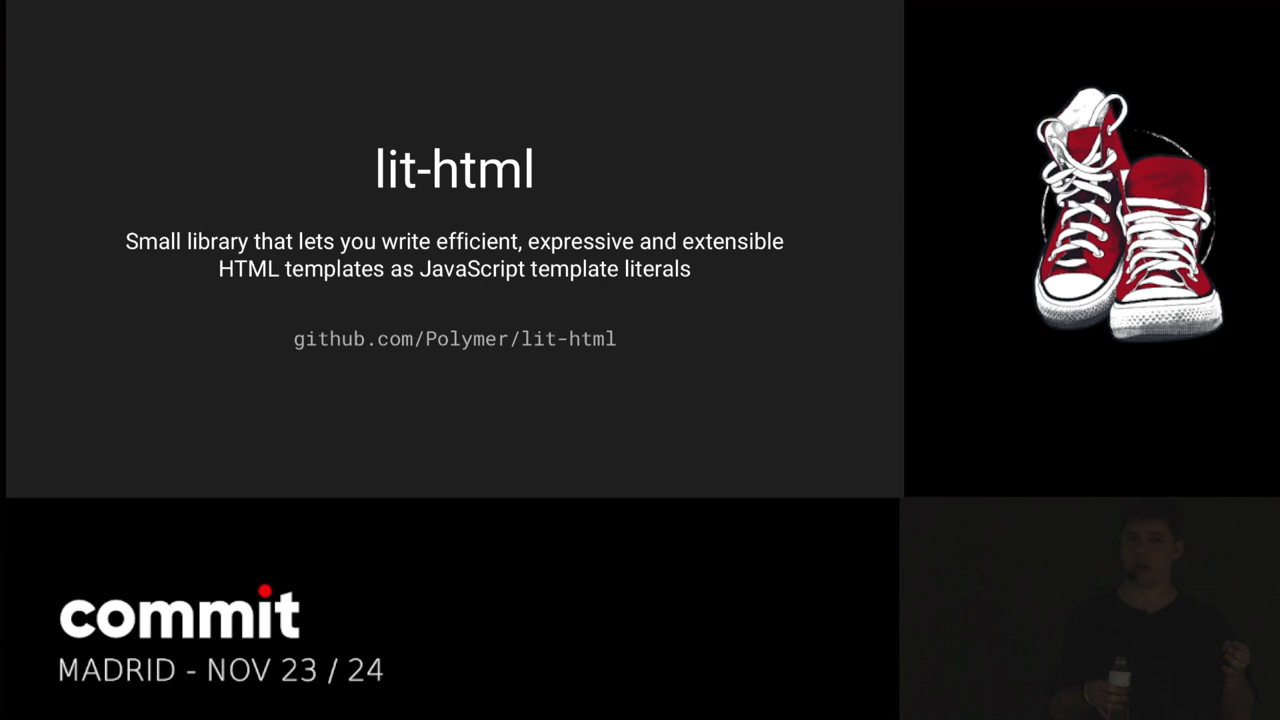 lit-html
Small library that lets you write efficient, expressive and extensible
HTML templates as JavaScript template literals
github.com/Polymer/lit-html
commit
MADRID - NOV 23 / 24